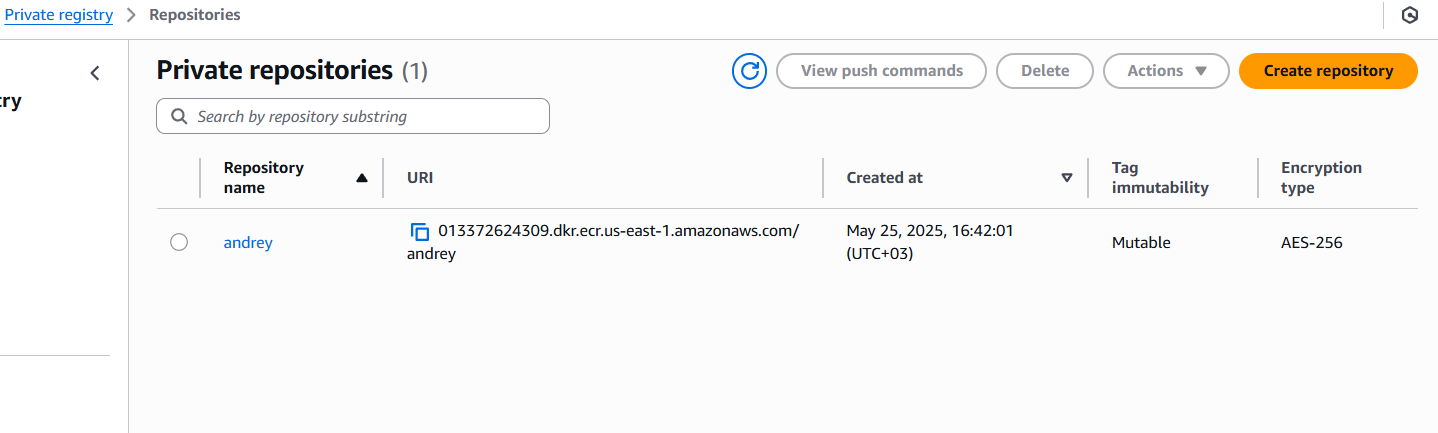 Private registry > Repositories
try
Private repositories (1)
View push commands
Delete
Actions
Create repository
Search by repository substring
Repository name
URI
Created at
Tag immutability
Encryption type
andrey
013372624309.dkr.ecr.us-east-1.amazonaws.com/
andrey
May 25, 2025, 16:42:01
(UTC+03)
Mutable
AES-256